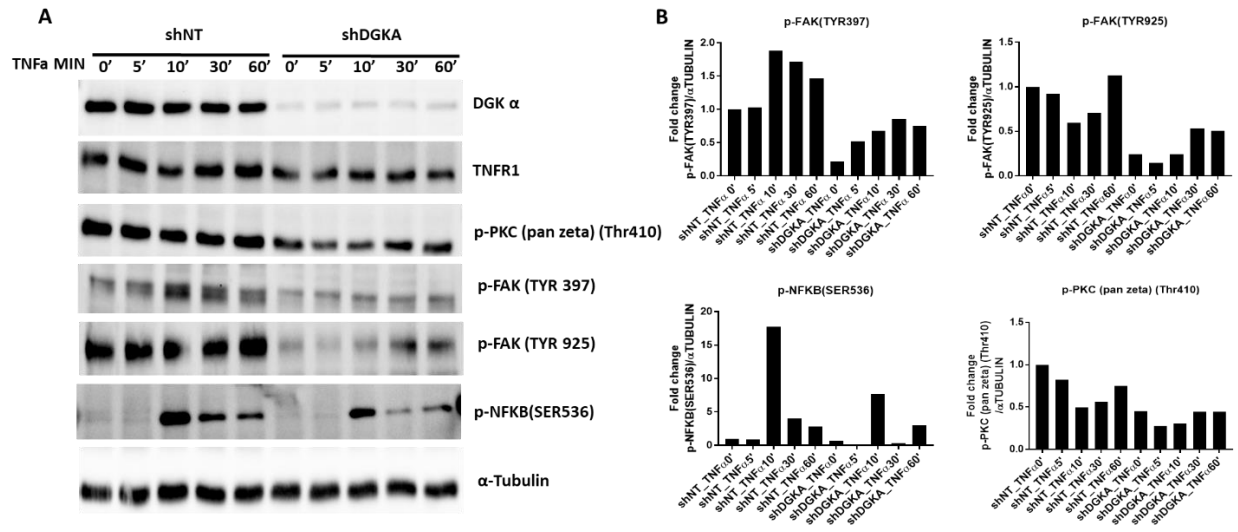 A
shNT shDGKA
TNFa MIN 0’ 5’ 10’ 30’ 60’ 0’ 5’ 10’ 30’ 60’
DGK α
TNFR1
p-PKC (pan zeta) (Thr410)
p-FAK (TYR 397)
p-FAK (TYR 925)
p-NFKB(SER536)
α-Tubulin
B
p-FAK(TYR397)
Fold change
p-FAK(TYR397)/αTUBULIN
2.0
1.5
1.0
0.5
0.0
shNT_TNFα 0'
shNT_TNFα 5'
shNT_TNFα 10'
shNT_TNFα 30'
shNT_TNFα 60'
shDGKA_TNFα 0'
shDGKA_TNFα 5'
shDGKA_TNFα 10'
shDGKA_TNFα 30'
shDGKA_TNFα 60'
p-FAK(TYR925)
Fold change
p-FAK(TYR925)/αTUBULIN
1.5
1.0
0.5
0.0
shNT_TNFα0'
shNT_TNFα5'
shNT_TNFα10'
shNT_TNFα30'
shNT_TNFα60'
shDGKA_TNFα0'
shDGKA_TNFα5'
shDGKA_TNFα10'
shDGKA_TNFα30'
shDGKA_TNFα60'
p-NFKB(SER536)
Fold change
p-NFKB(SER536)/αTUBULIN
20
15
10
5
0
shNT_TNFα0'
shNT_TNFα5'
shNT_TNFα10'
shNT_TNFα30'
shNT_TNFα60
shDGKA_TNFα0'
shDGKA_TNFα5'
shDGKA_TNFα10'
shDGKA_TNFα30'
shDGKA_TNFα60'
p-PKC (pan zeta) (Thr410)
Fold change
p-PKC (pan zeta) (Thr410)
/αTUBULIN
1.5
1.0
0.5
0.0
shNT_TNFα0'
shNT_TNFα5'
shNT_TNFα10'
shNT_TNFα30'
shNT_TNFα60'
shDGKA_TNFα0'
shDGKA_TNFα5'
shDGKA_TNFα10'
shDGKA_TNFα30'
shDGKA_TNFα60'